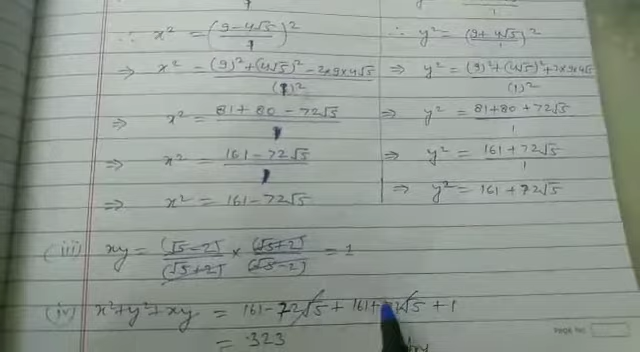 ∴ x² = (9-4√5/1)² ∴ y² = (9+4√5/1)²
⇒ x² = (9)²+(4√5)²-2×9×4√5/(1)² ⇒ y² = (9)²+(4√5)²+2×9×4√5/(1)²
⇒ x² = 81+80-72√5/1 ⇒ y² = 81+80+72√5/1
⇒ x² = 161-72√5/1 ⇒ y² = 161+72√5/1
⇒ x² = 161-72√5 ⇒ y² = 161+72√5
(iii) xy = (√5-2)/(√5+2) × (√5+2)/(√5-2) = 1
(iv) x²+y²+xy = 161-72√5+161+72√5+1
= 323
PAGE NO.